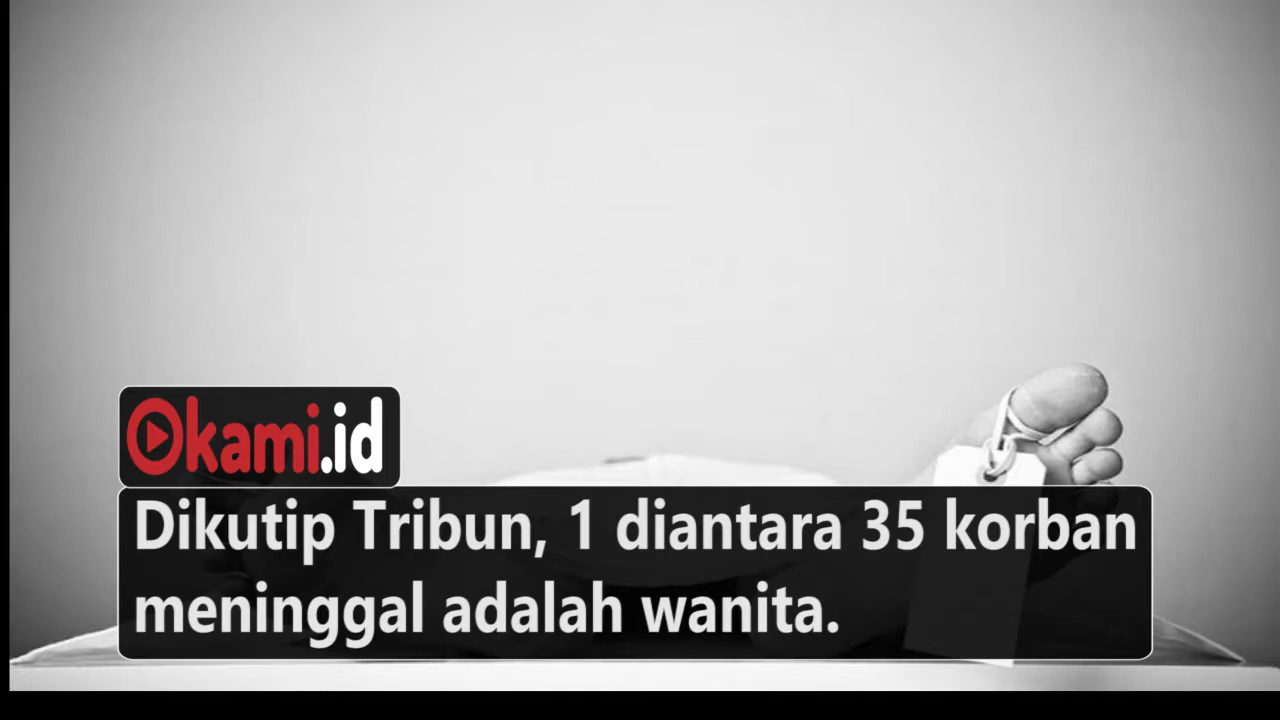 Okami.id
Dikutip Tribun, 1 diantara 35 korban
meninggal adalah wanita.